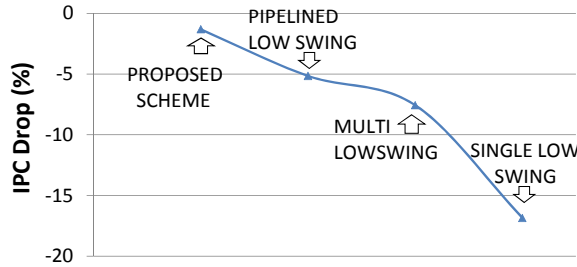 0
-5
-10
-15
-20
IPC Drop (%)
PROPOSED
SCHEME
PIPELINED
LOW SWING
MULTI
LOWSWING
SINGLE LOW
SWING